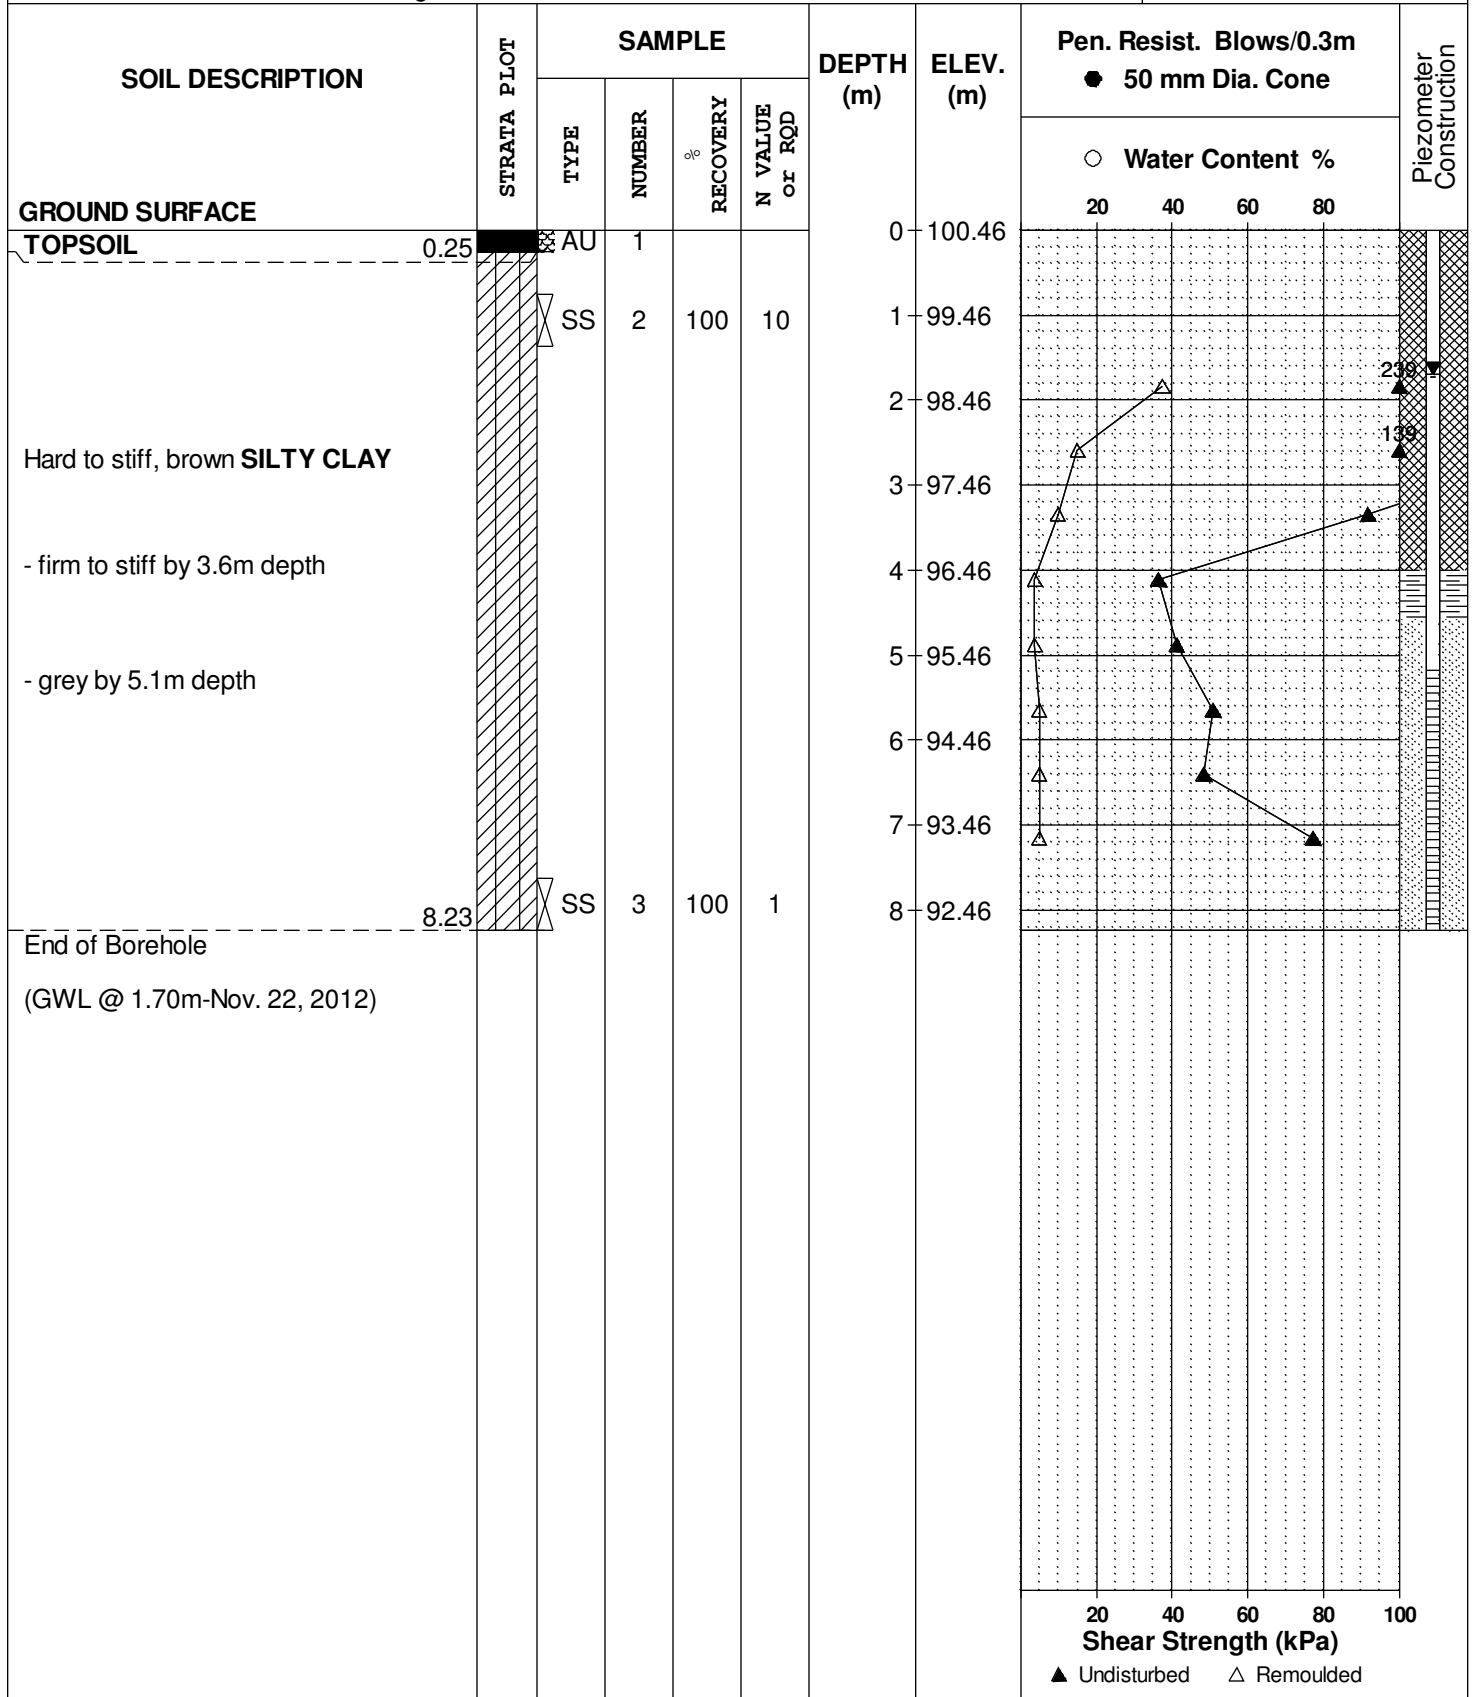 SOIL DESCRIPTION
GROUND SURFACE
STRATA PLOT
SAMPLE
TYPE
NUMBER
% RECOVERY
N VALUE or RQD
DEPTH (m)
ELEV. (m)
Pen. Resist. Blows/0.3m
● 50 mm Dia. Cone
○ Water Content %
20 40 60 80
Piezometer Construction
TOPSOIL 0.25
AU 1
0 100.46
SS 2 100 10
1 99.46
239
2 98.46
139
Hard to stiff, brown SILTY CLAY
3 97.46
- firm to stiff by 3.6m depth
4 96.46
5 95.46
- grey by 5.1m depth
6 94.46
7 93.46
8.23
SS 3 100 1
8 92.46
End of Borehole
(GWL @ 1.70m-Nov. 22, 2012)
20 40 60 80 100
Shear Strength (kPa)
▲ Undisturbed △ Remoulded